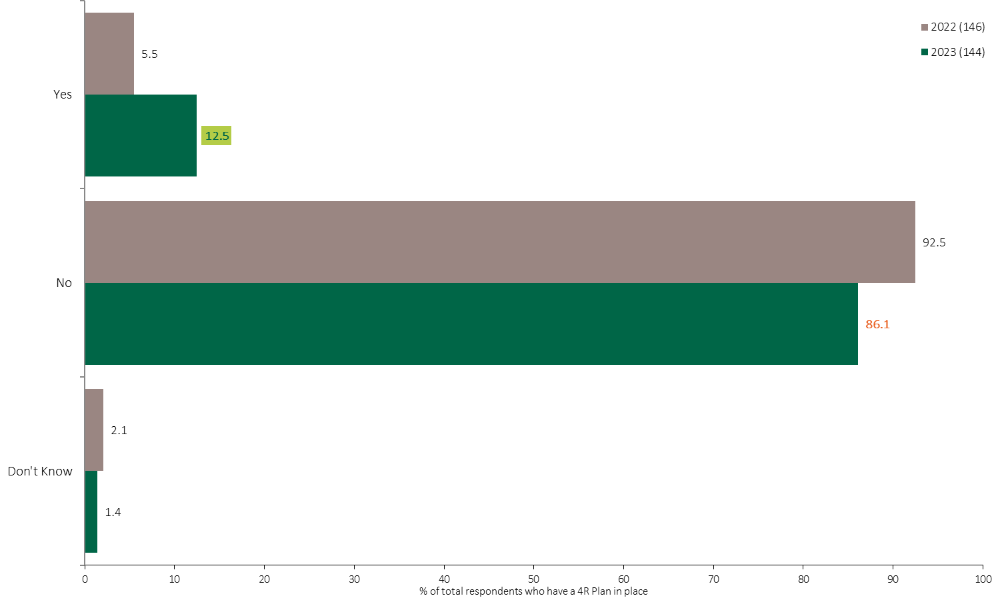 2022 (146)
2023 (144)
5.5
Yes
12.5
92.5
No
86.1
2.1
Don't Know
1.4
0 10 20 30 40 50 60 70 80 90 100
% of total respondents who have a 4R Plan in place